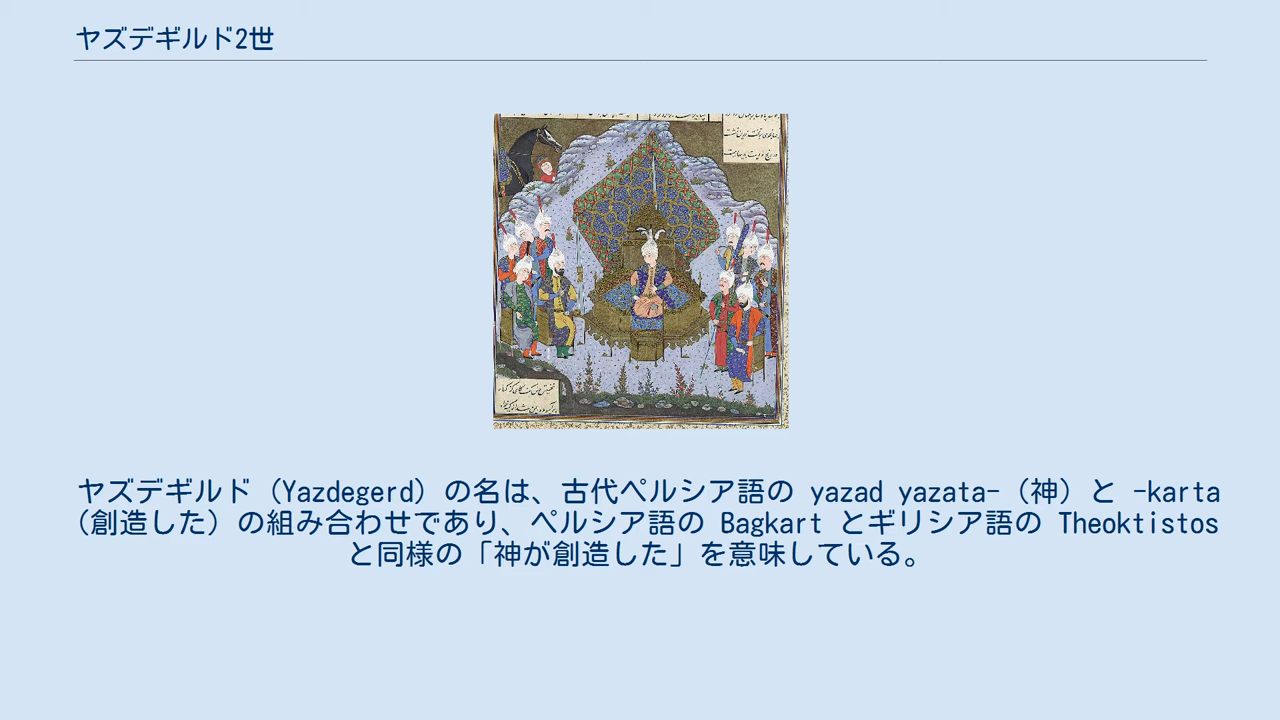 ヤズデギルド2世
ヤズデギルド（Yazdegerd）の名は、古代ペルシア語の yazad yazata-（神）と -karta
（創造した）の組み合わせであり、ペルシア語の Bagkart とギリシア語の Theoktistos
と同様の「神が創造した」を意味している。